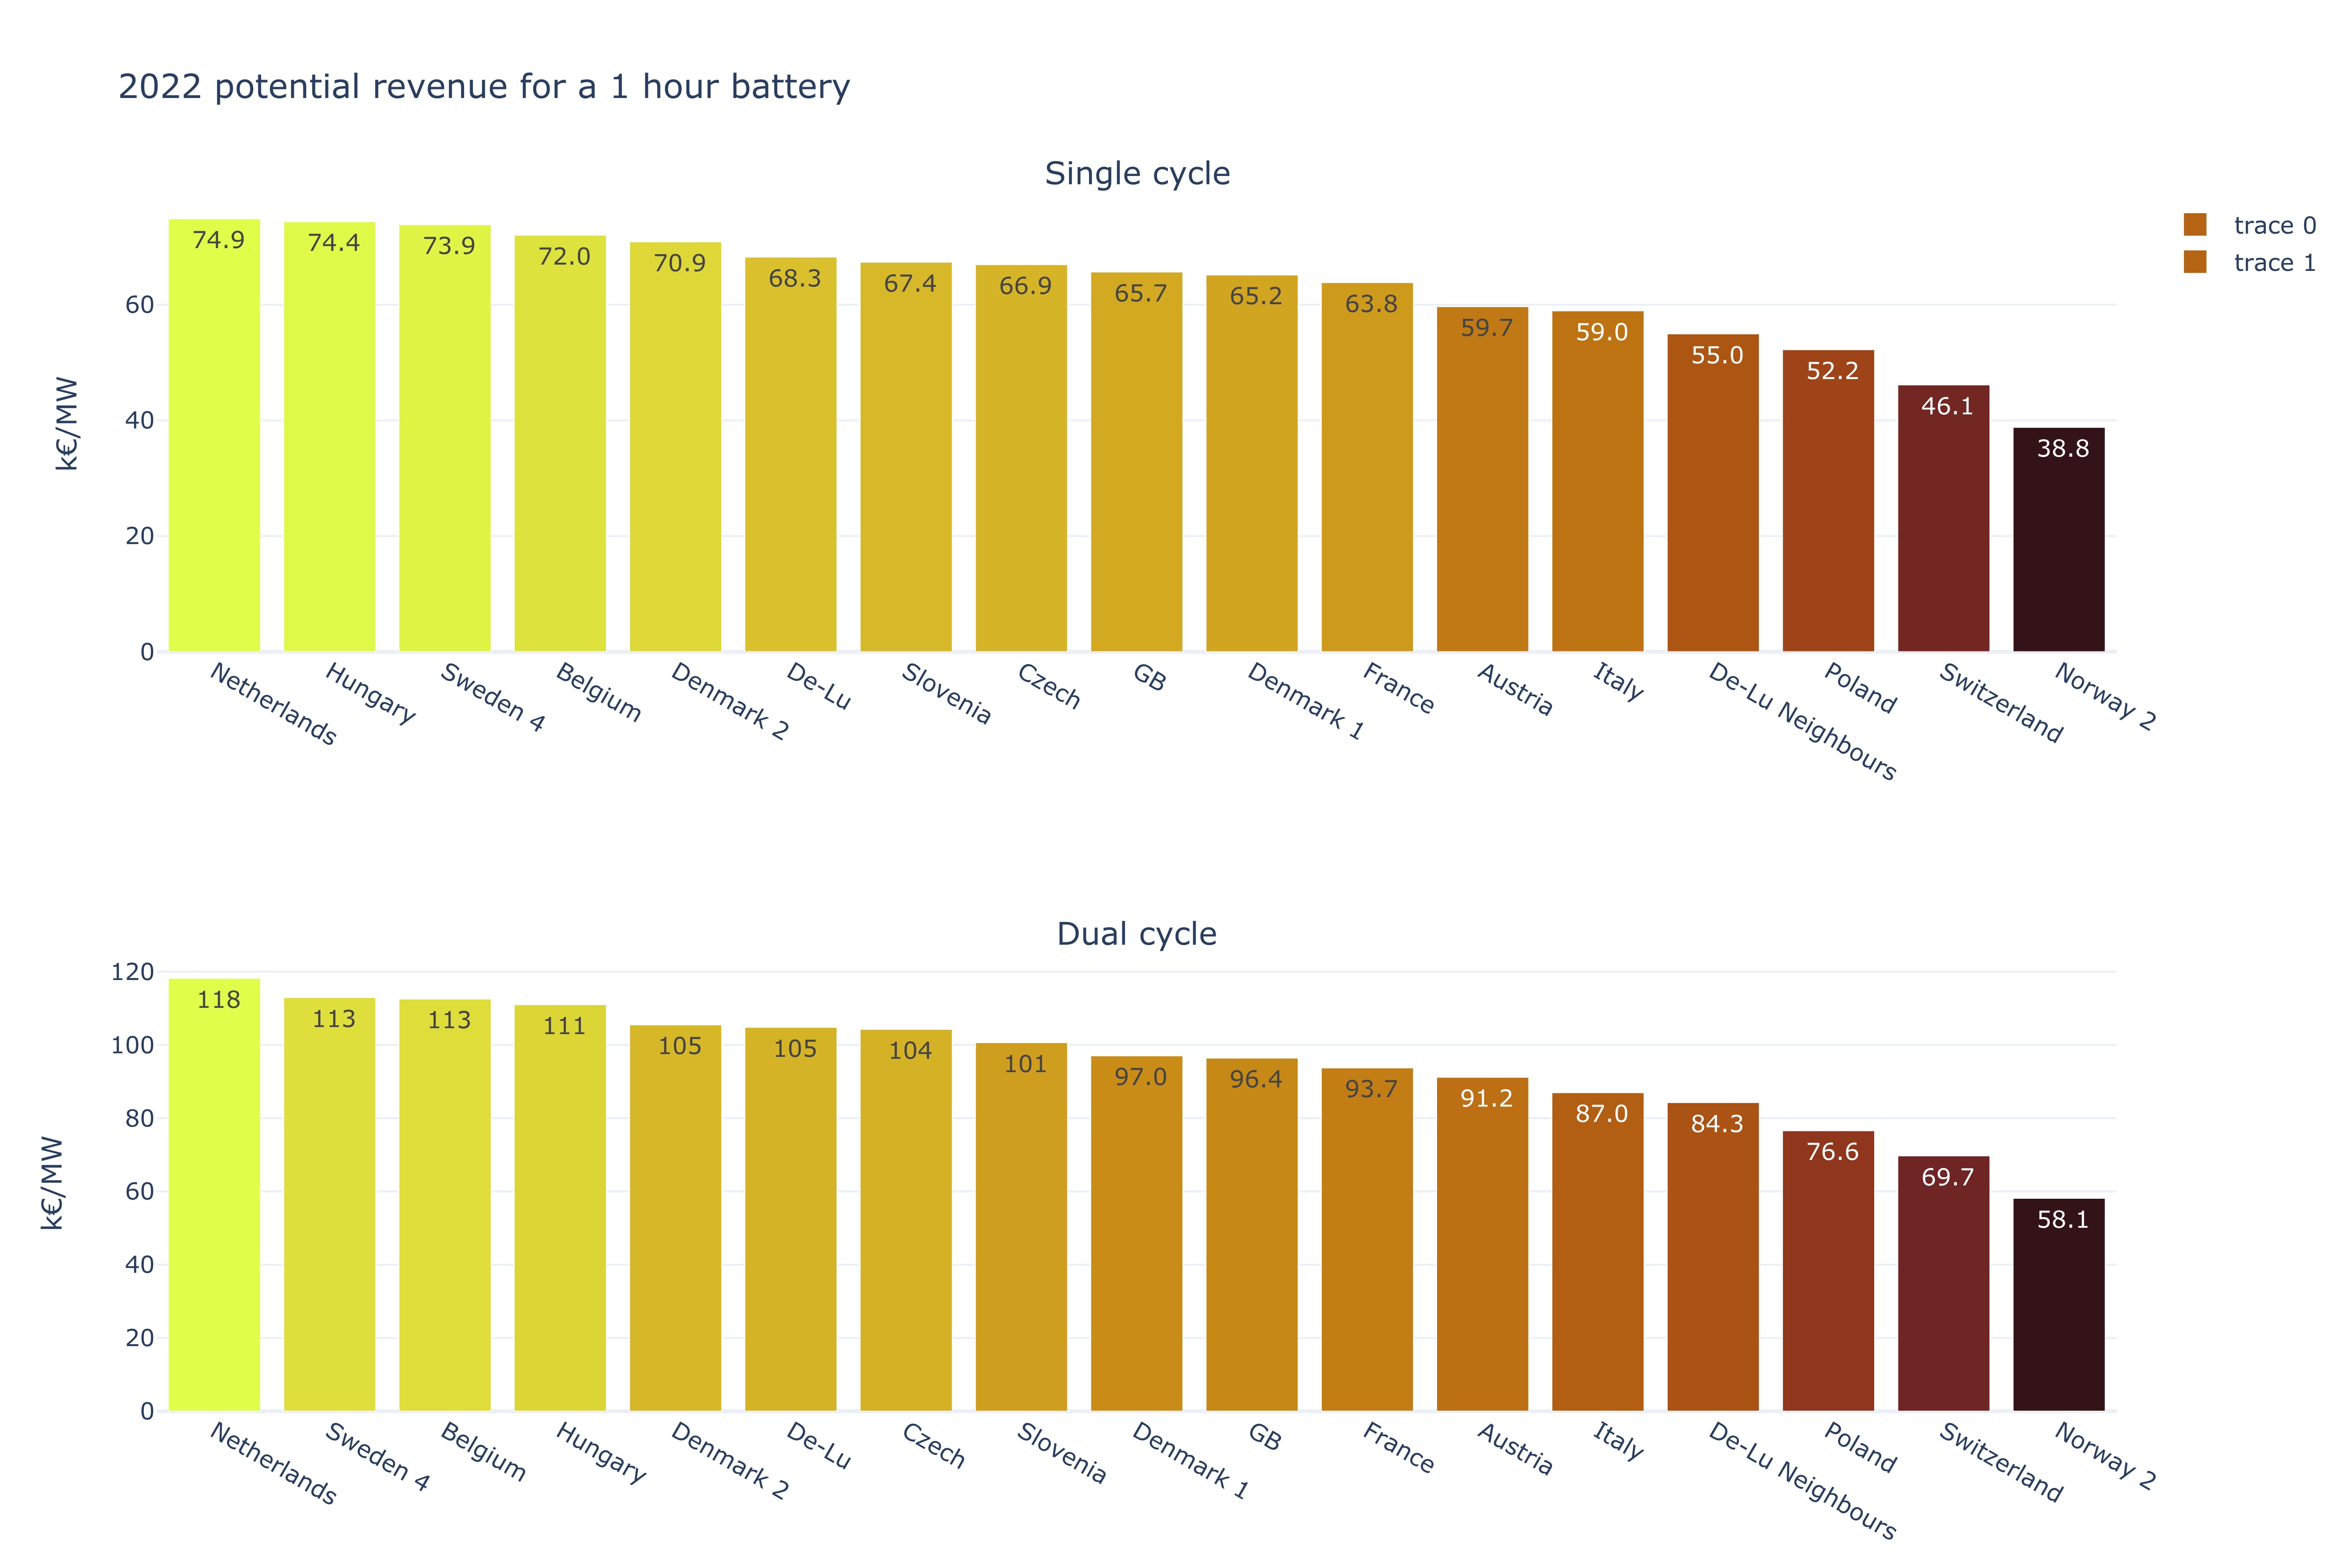 2022 potential revenue for a 1 hour battery
Single cycle
trace 0
trace 1
k€/MW
60
40
20
0
74.9
74.4
73.9
72.0
70.9
68.3
67.4
66.9
65.7
65.2
63.8
59.7
59.0
55.0
52.2
46.1
38.8
Netherlands
Hungary
Sweden 4
Belgium
Denmark 2
De-Lu
Slovenia
Czech
GB
Denmark 1
France
Austria
Italy
De-Lu Neighbours
Poland
Switzerland
Norway 2
Dual cycle
k€/MW
120
100
80
60
40
20
0
118
113
113
111
105
105
104
101
97.0
96.4
93.7
91.2
87.0
84.3
76.6
69.7
58.1
Netherlands
Sweden 4
Belgium
Hungary
Denmark 2
De-Lu
Czech
Slovenia
Denmark 1
GB
France
Austria
Italy
De-Lu Neighbours
Poland
Switzerland
Norway 2